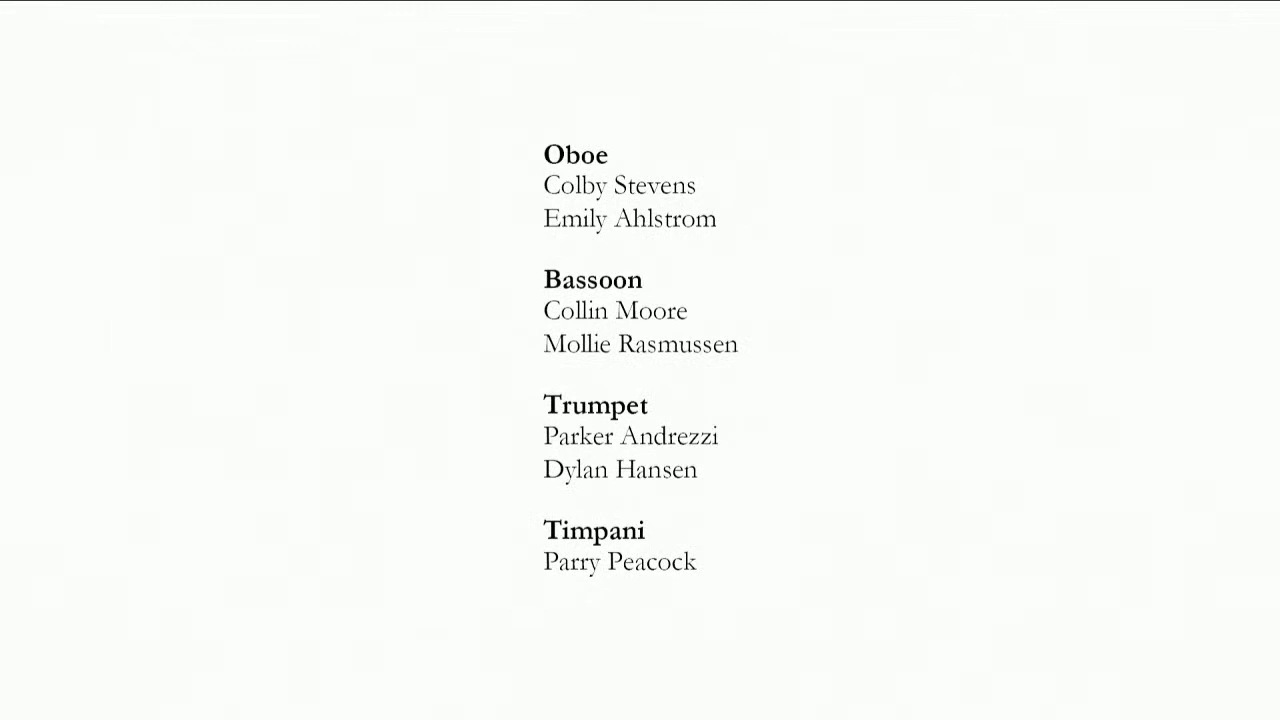 Oboe
Colby Stevens
Emily Ahlstrom
Bassoon
Collin Moore
Mollie Rasmussen
Trumpet
Parker Andrezzi
Dylan Hansen
Timpani
Parry Peacock